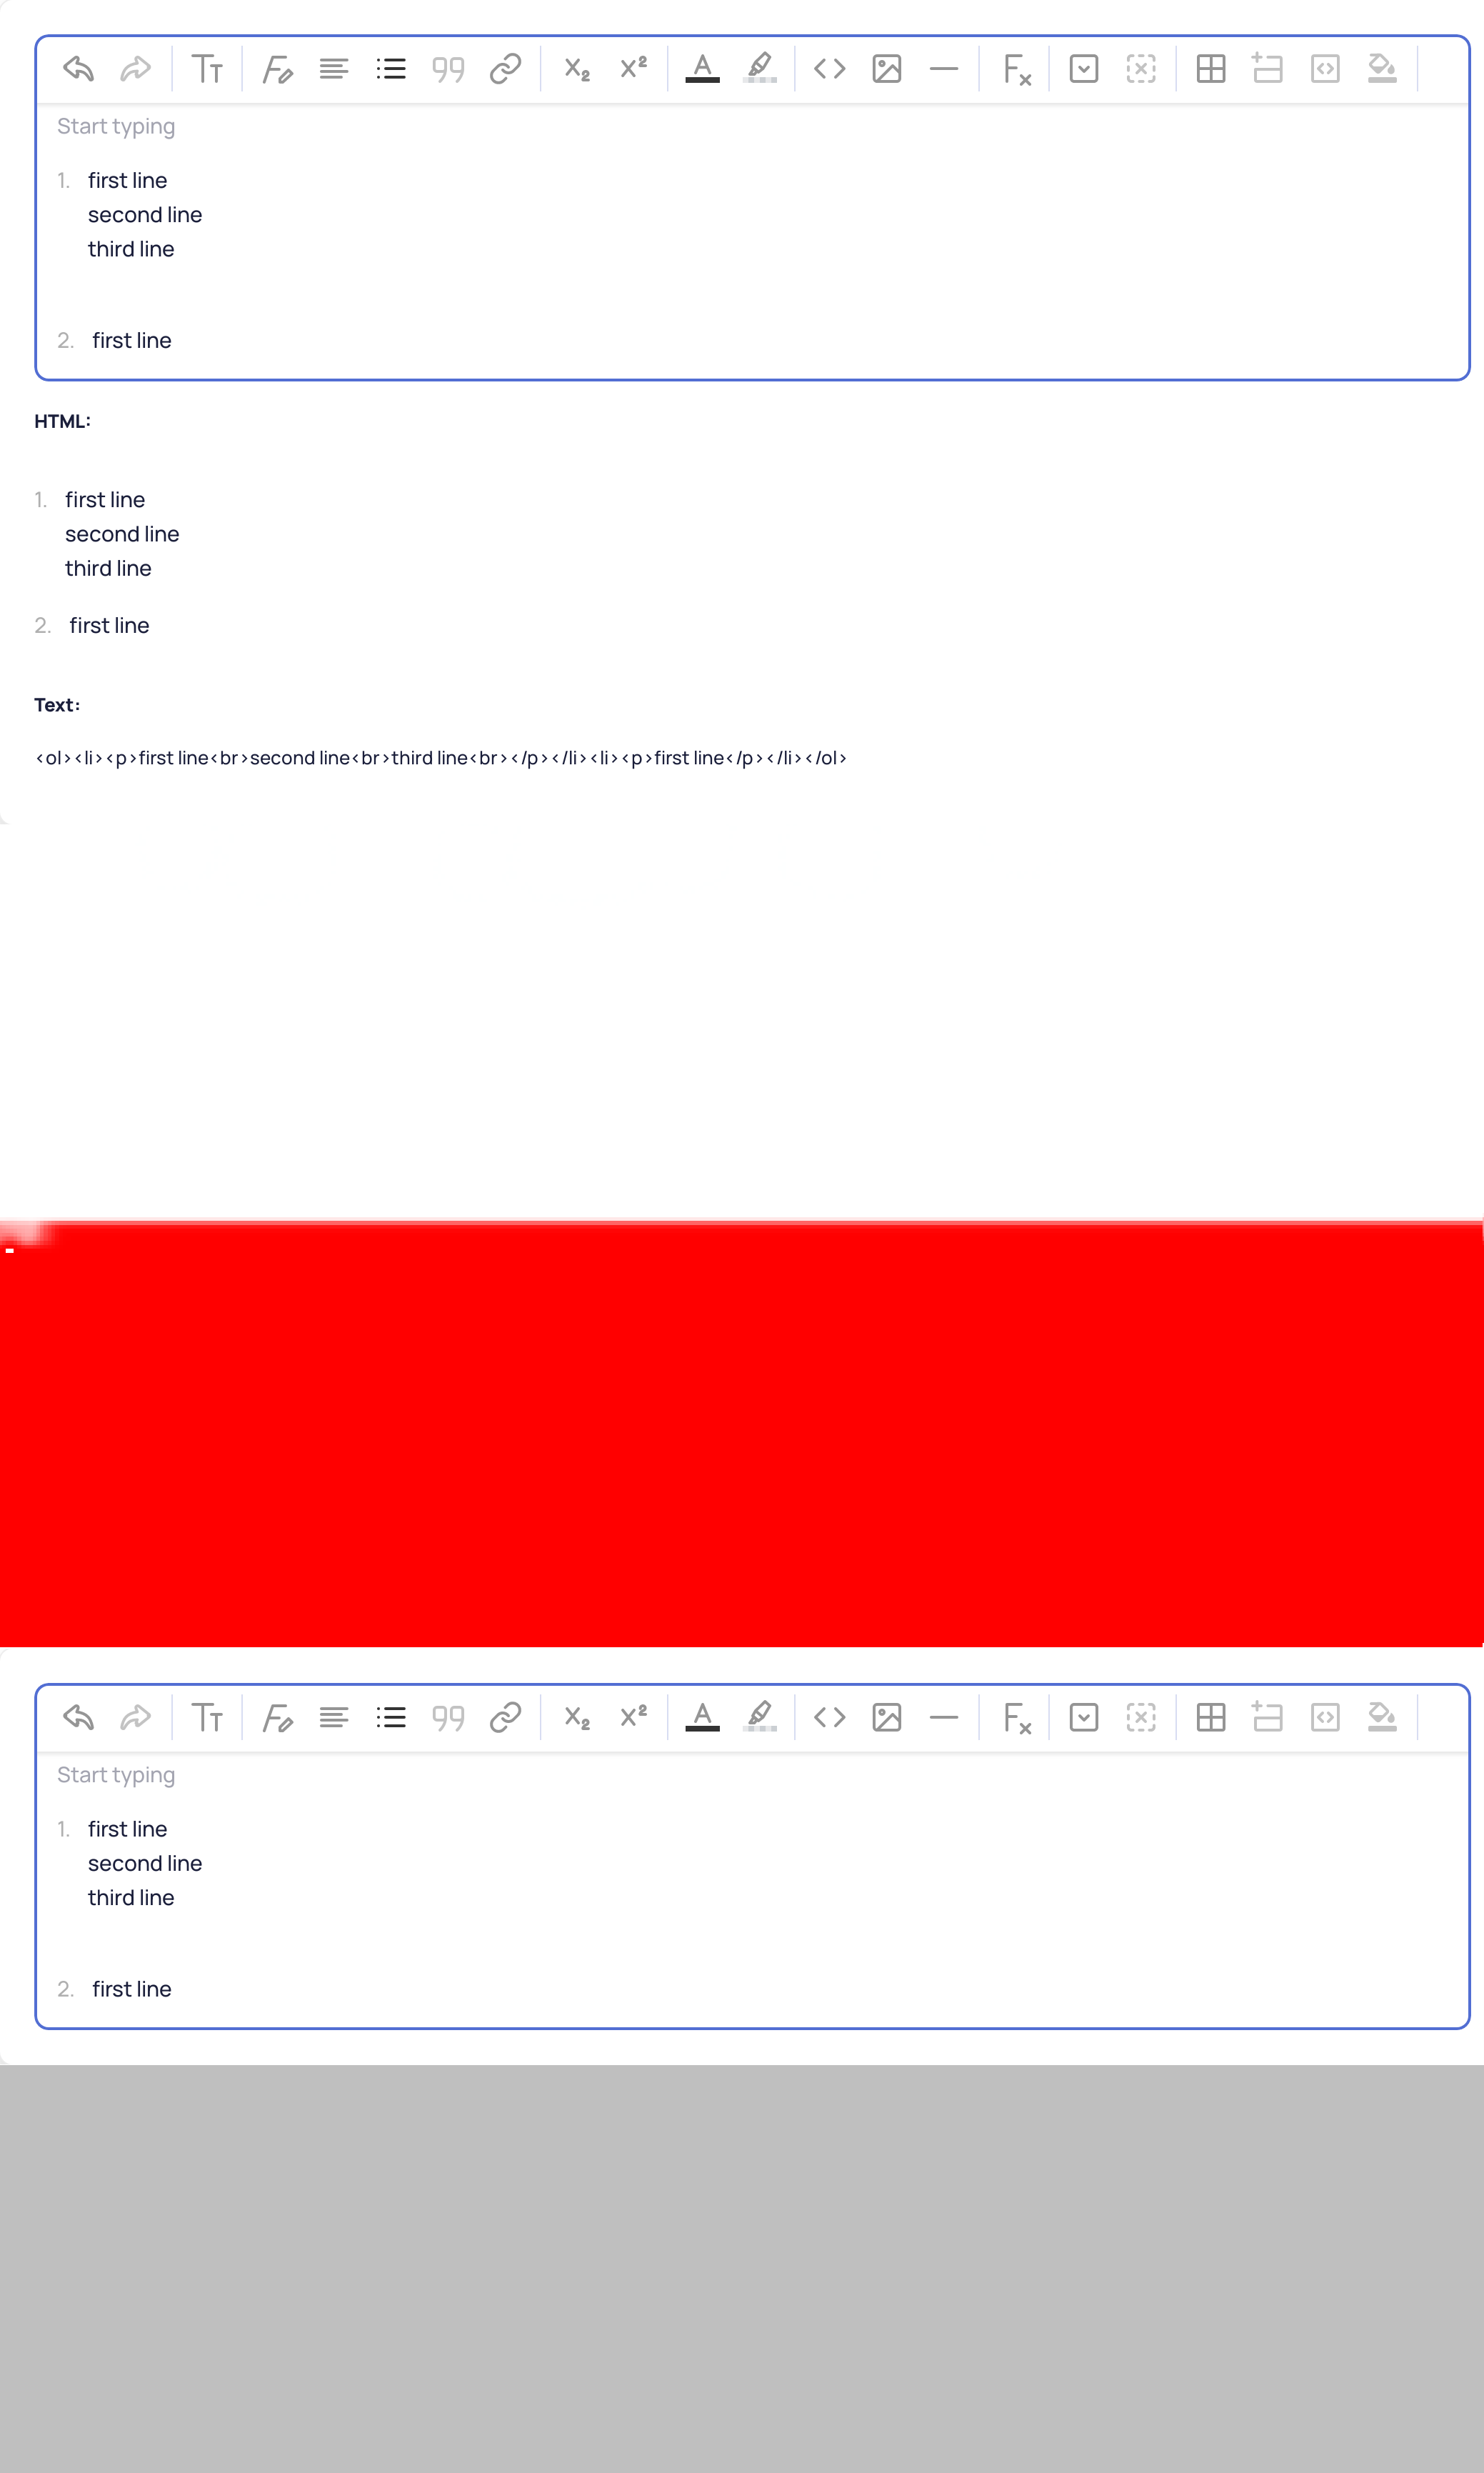 Start typing
1. first line
second line
third line
2. first line
HTML:
1. first line
second line
third line
2. first line
Text:
<ol><li><p>first line<br>second line<br>third line<br></p></li><li><p>first line</p></li></ol>
Start typing
1. first line
second line
third line
2. first line